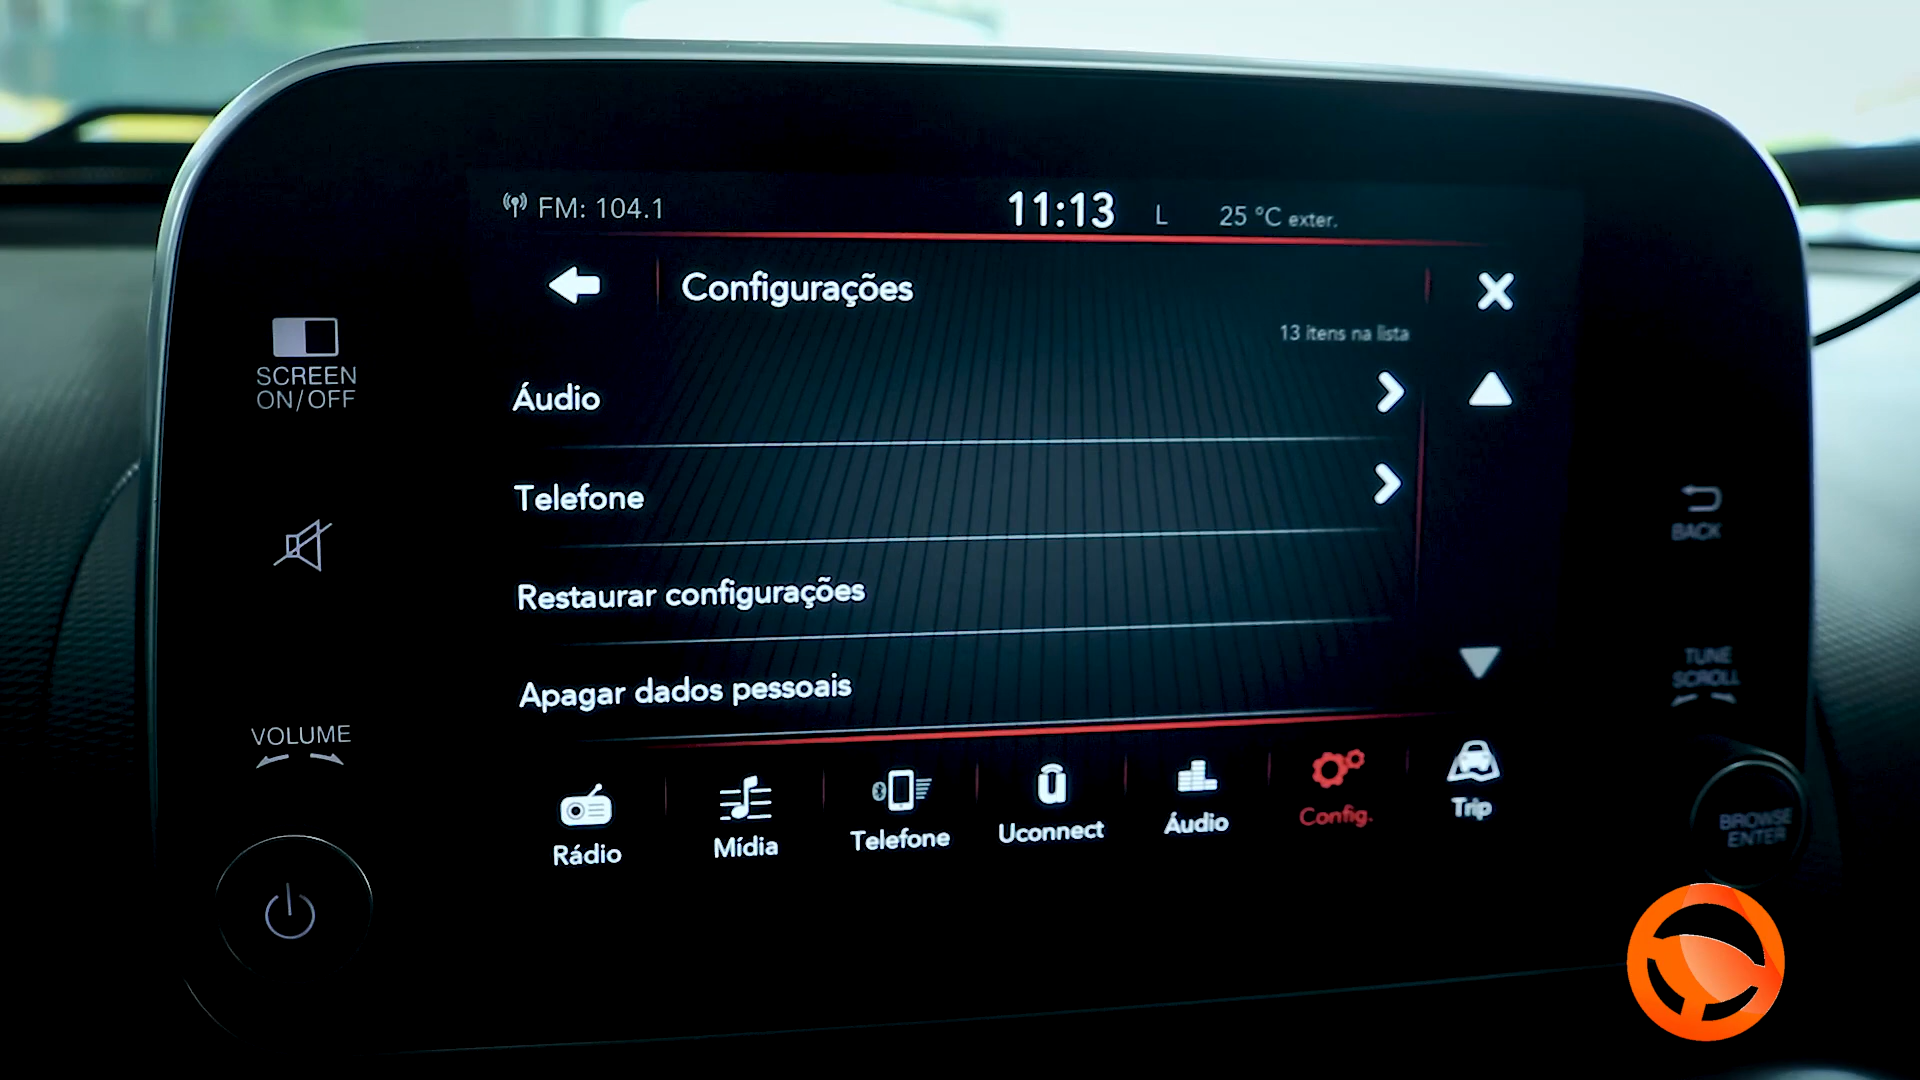 FM: 104.1
11:13
L
25 °C exter.
Configurações
13 itens na lista
Áudio
Telefone
Restaurar configurações
Apagar dados pessoais
Rádio
Mídia
Telefone
Uconnect
Áudio
Config.
Trip
SCREEN
ON/OFF
VOLUME
BACK
TUNE
SCROLL
BROWSE
ENTER